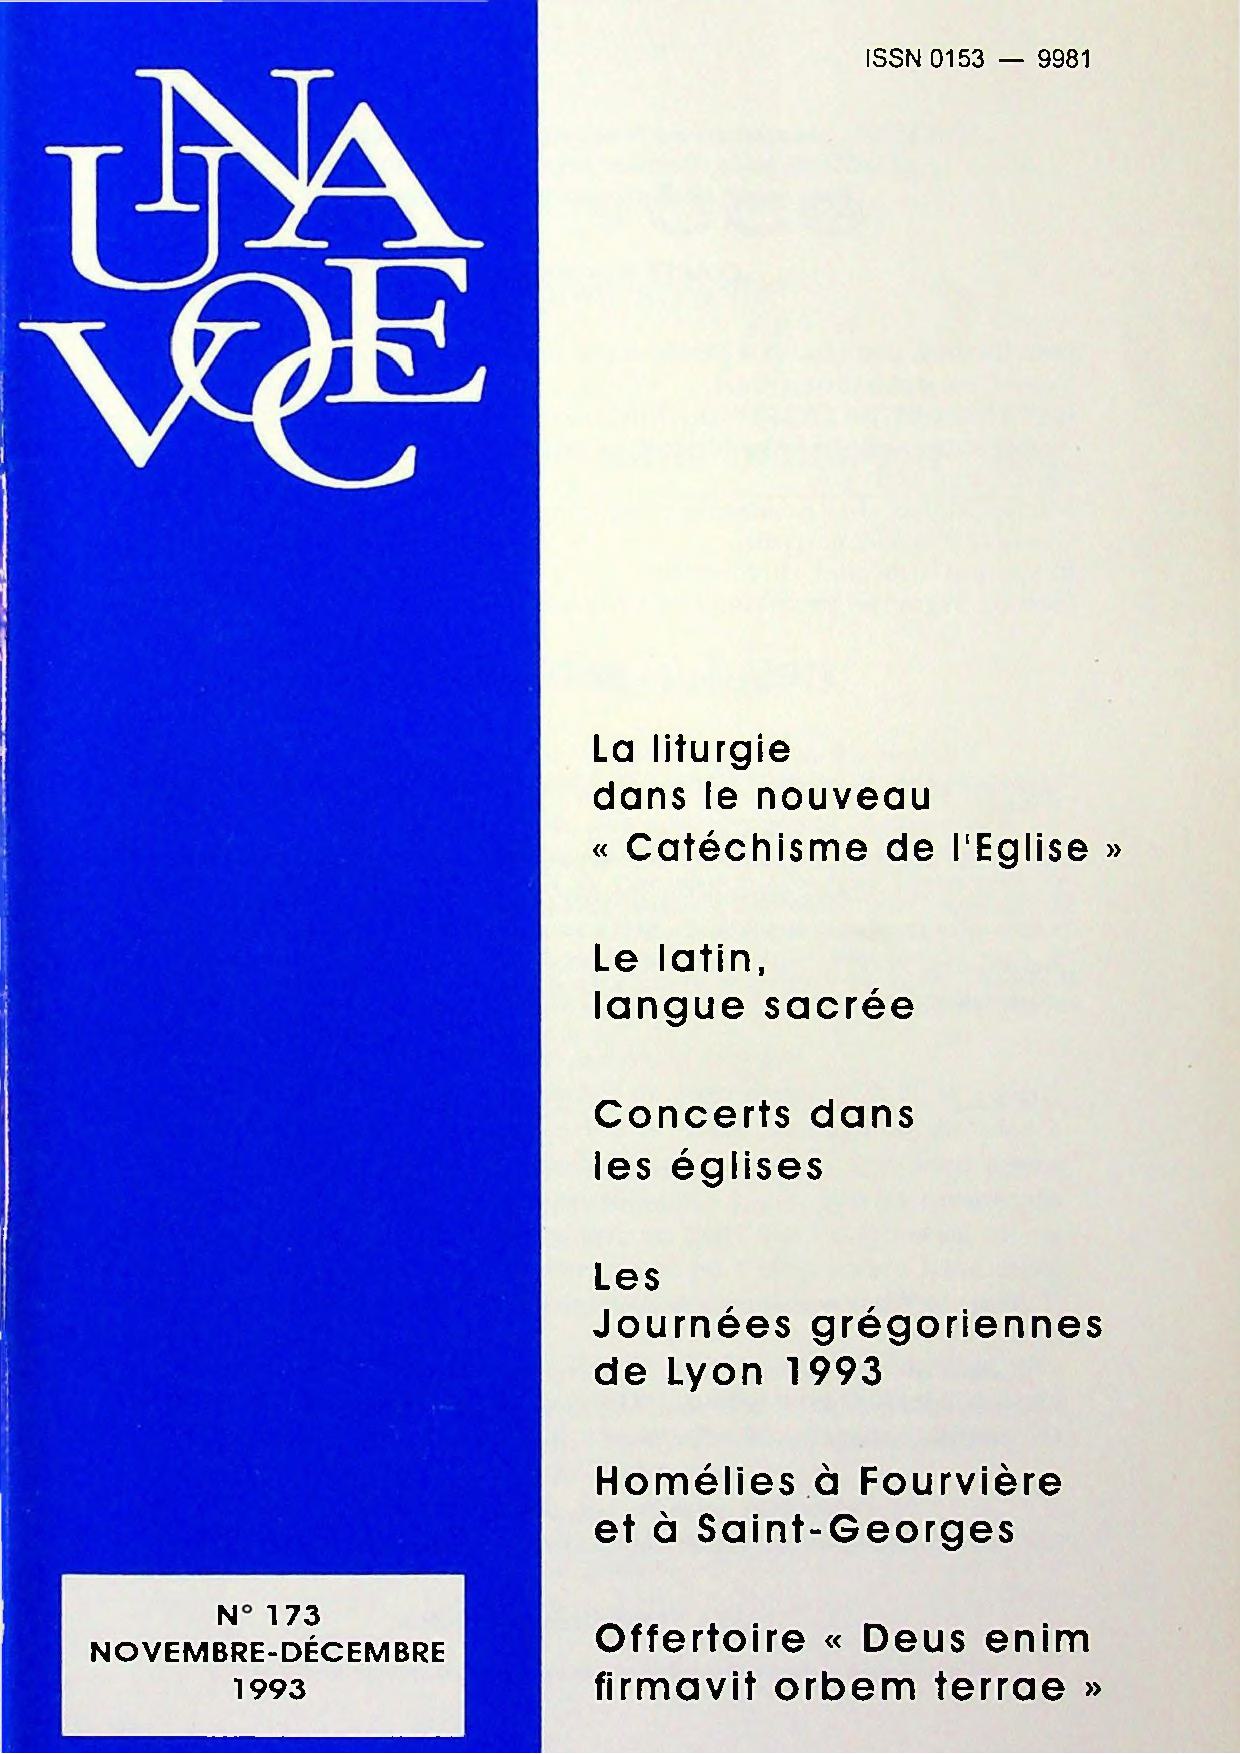 ISSN 0153 — 9981
UNA
VOCE
La liturgie
dans le nouveau
« Catéchisme de l'Eglise »
Le latin,
langue sacrée
Concerts dans
les églises
Les
Journées grégoriennes
de Lyon 1993
Homélies à Fourvière
et à Saint-Georges
Offertoire « Deus enim
firmavit orbem terrae »
N° 173
NOVEMBRE-DÉCEMBRE
1993